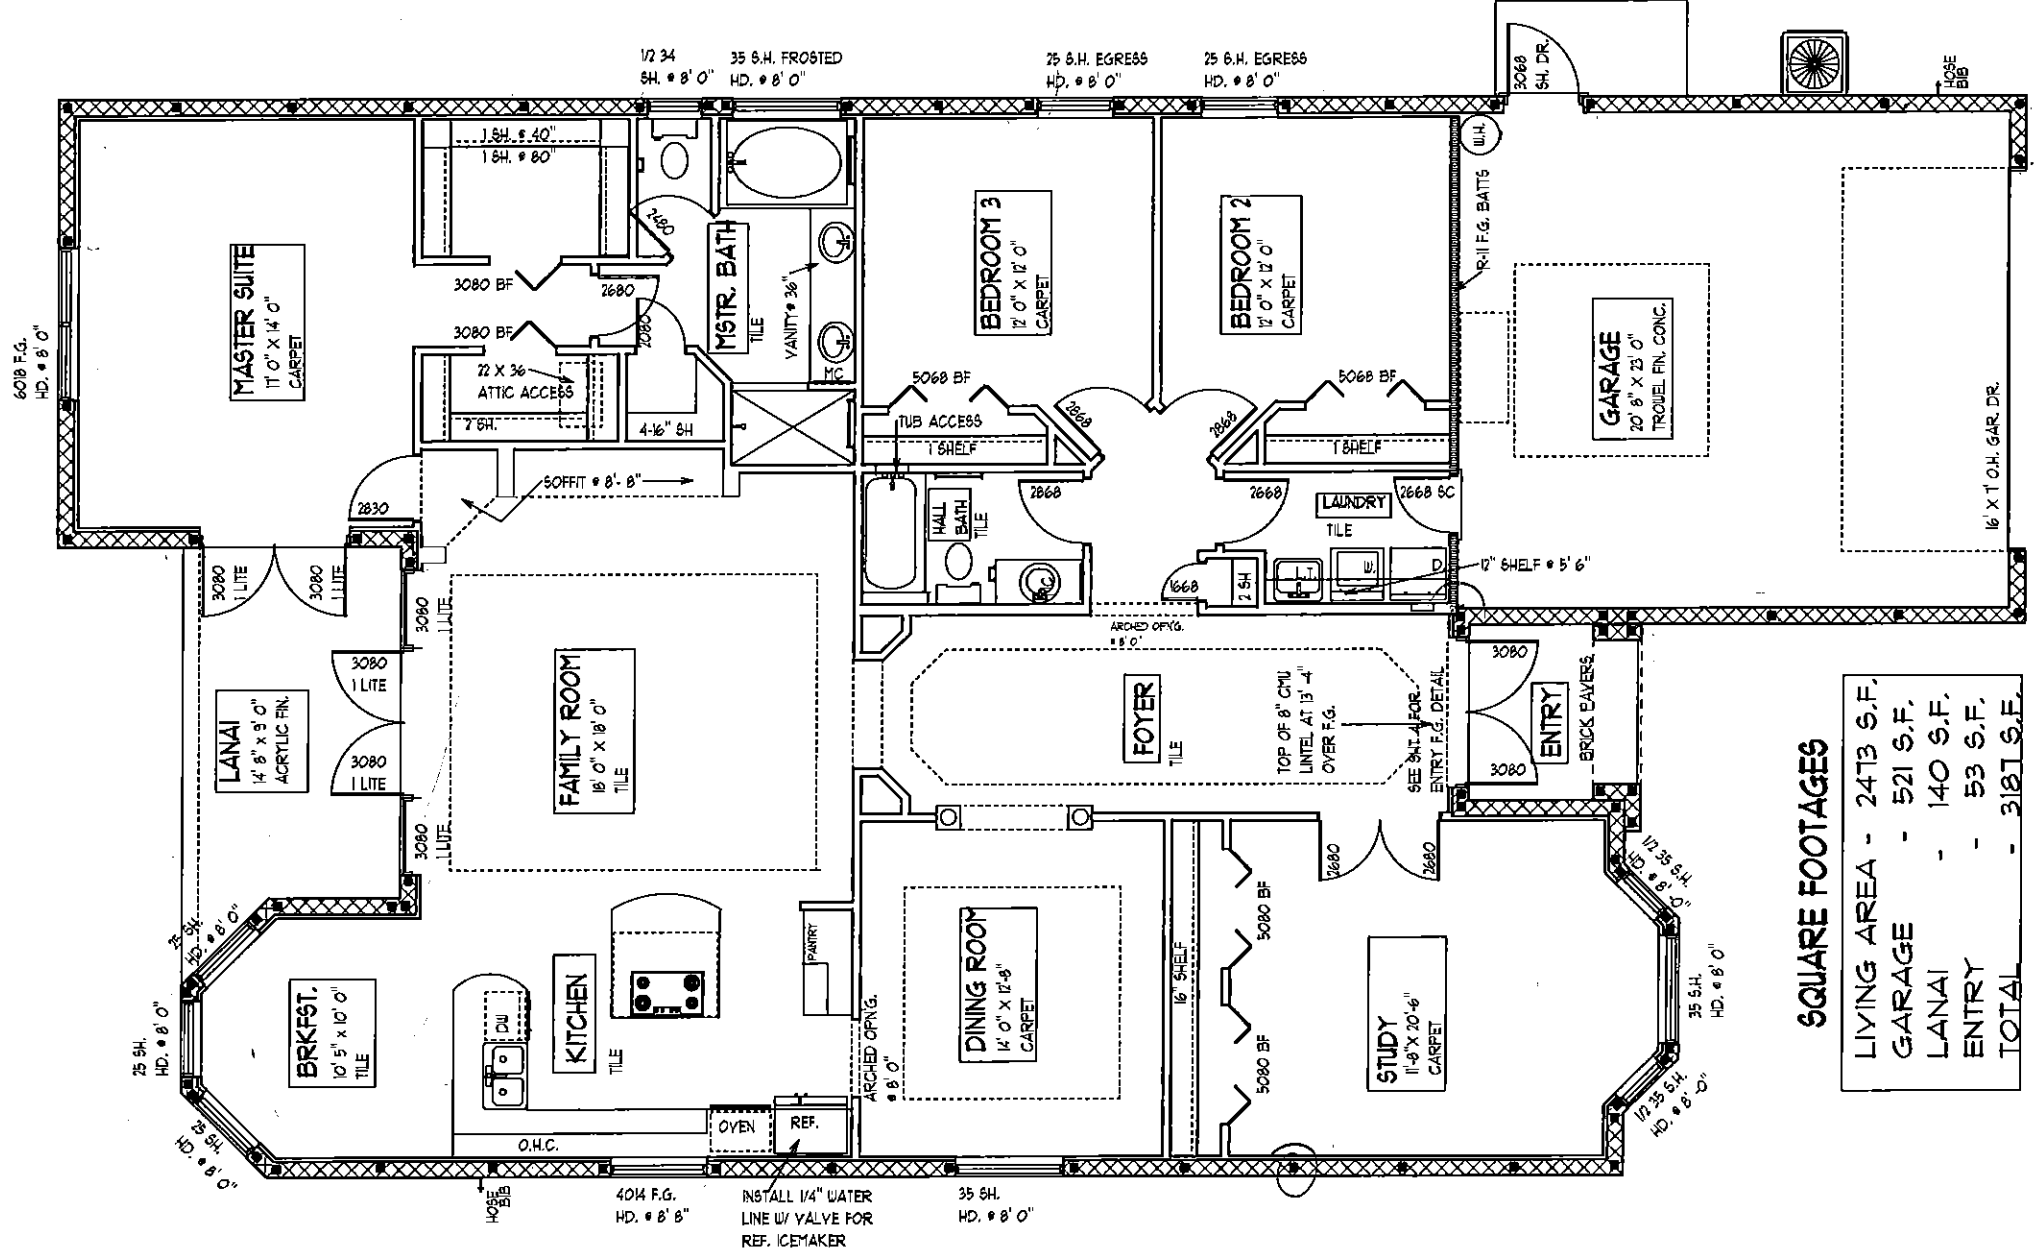 1/2 34
SH. @ 8' 0"
35 S.H. FROSTED
HD. @ 8' 0"
25 S.H. EGRESS
HD. @ 8' 0"
25 S.H. EGRESS
HD. @ 8' 0"
3068
SH. DR.
HOSE
BIB
W.H.
R-11 F.G. BATTS
6018 F.G.
HD. @ 8' 0"
MASTER SUITE
17' 0" X 14' 0"
CARPET
1 SH. @ 40"
1 SH. @ 80"
3080 BF
3080 BF
22 X 36
ATTIC ACCESS
7 SH.
4-16" SH
2480
2680
2080
MSTR. BATH
TILE
VANITY @ 36"
MC
BEDROOM 3
12' 0" X 12' 0"
CARPET
5068 BF
TUB ACCESS
1 SHELF
2868
BEDROOM 2
12' 0" X 12' 0"
CARPET
5068 BF
1 SHELF
2868
GARAGE
20' 8" X 23' 0"
TROWEL FIN. CONC.
16' X 7' O.H. GAR. DR.
SOFFIT @ 8'- 8"
2830
HALL
BATH
TILE
2868
2668
LAUNDRY
TILE
2668 SC
1668
2 SH
L.T.
W.
D
12" SHELF @ 5' 6"
3080
1 LITE
3080
1 LITE
3080
1 LITE
3080
1 LITE
3080
1 LITE
3080
1 LITE
LANAI
14' 8" x 9' 0"
ACRYLIC FIN.
FAMILY ROOM
18' 0" X 18' 0"
TILE
ARCHED OPN'G.
@ 8' 0"
FOYER
TILE
TOP OF 8" CMU
LINTEL AT 13' -4"
OVER F.G.
SEE SHT.A FOR
ENTRY F.G. DETAIL
3080
3080
ENTRY
BRICK PAVERS
25 SH.
HD. @ 8' 0"
25 SH.
HD. @ 8' 0"
25 SH.
HD. @ 8' 0"
BRKFST.
10' 5" x 10' 0"
TILE
DW
KITCHEN
TILE
PANTRY
O.H.C.
OVEN
REF.
ARCHED OPN'G.
@ 8' 0"
DINING ROOM
14' 0" X 12'-8"
CARPET
16" SHELF
5080 BF
5080 BF
2680
2680
STUDY
11'-8"X 20'-6"
CARPET
1/2 35 S.H.
HD. @ 8' -0"
35 S.H.
HD. @ 8' 0"
1/2 35 S.H.
HD. @ 8' -0"
HOSE
BIB
4014 F.G.
HD. @ 8' 8"
INSTALL 1/4" WATER
LINE W/ VALVE FOR
REF. ICEMAKER
35 SH.
HD. @ 8' 0"
SQUARE FOOTAGES
LIVING AREA - 2473 S.F.
GARAGE - 521 S.F.
LANAI - 140 S.F.
ENTRY - 53 S.F.
TOTAL - 3187 S.F.